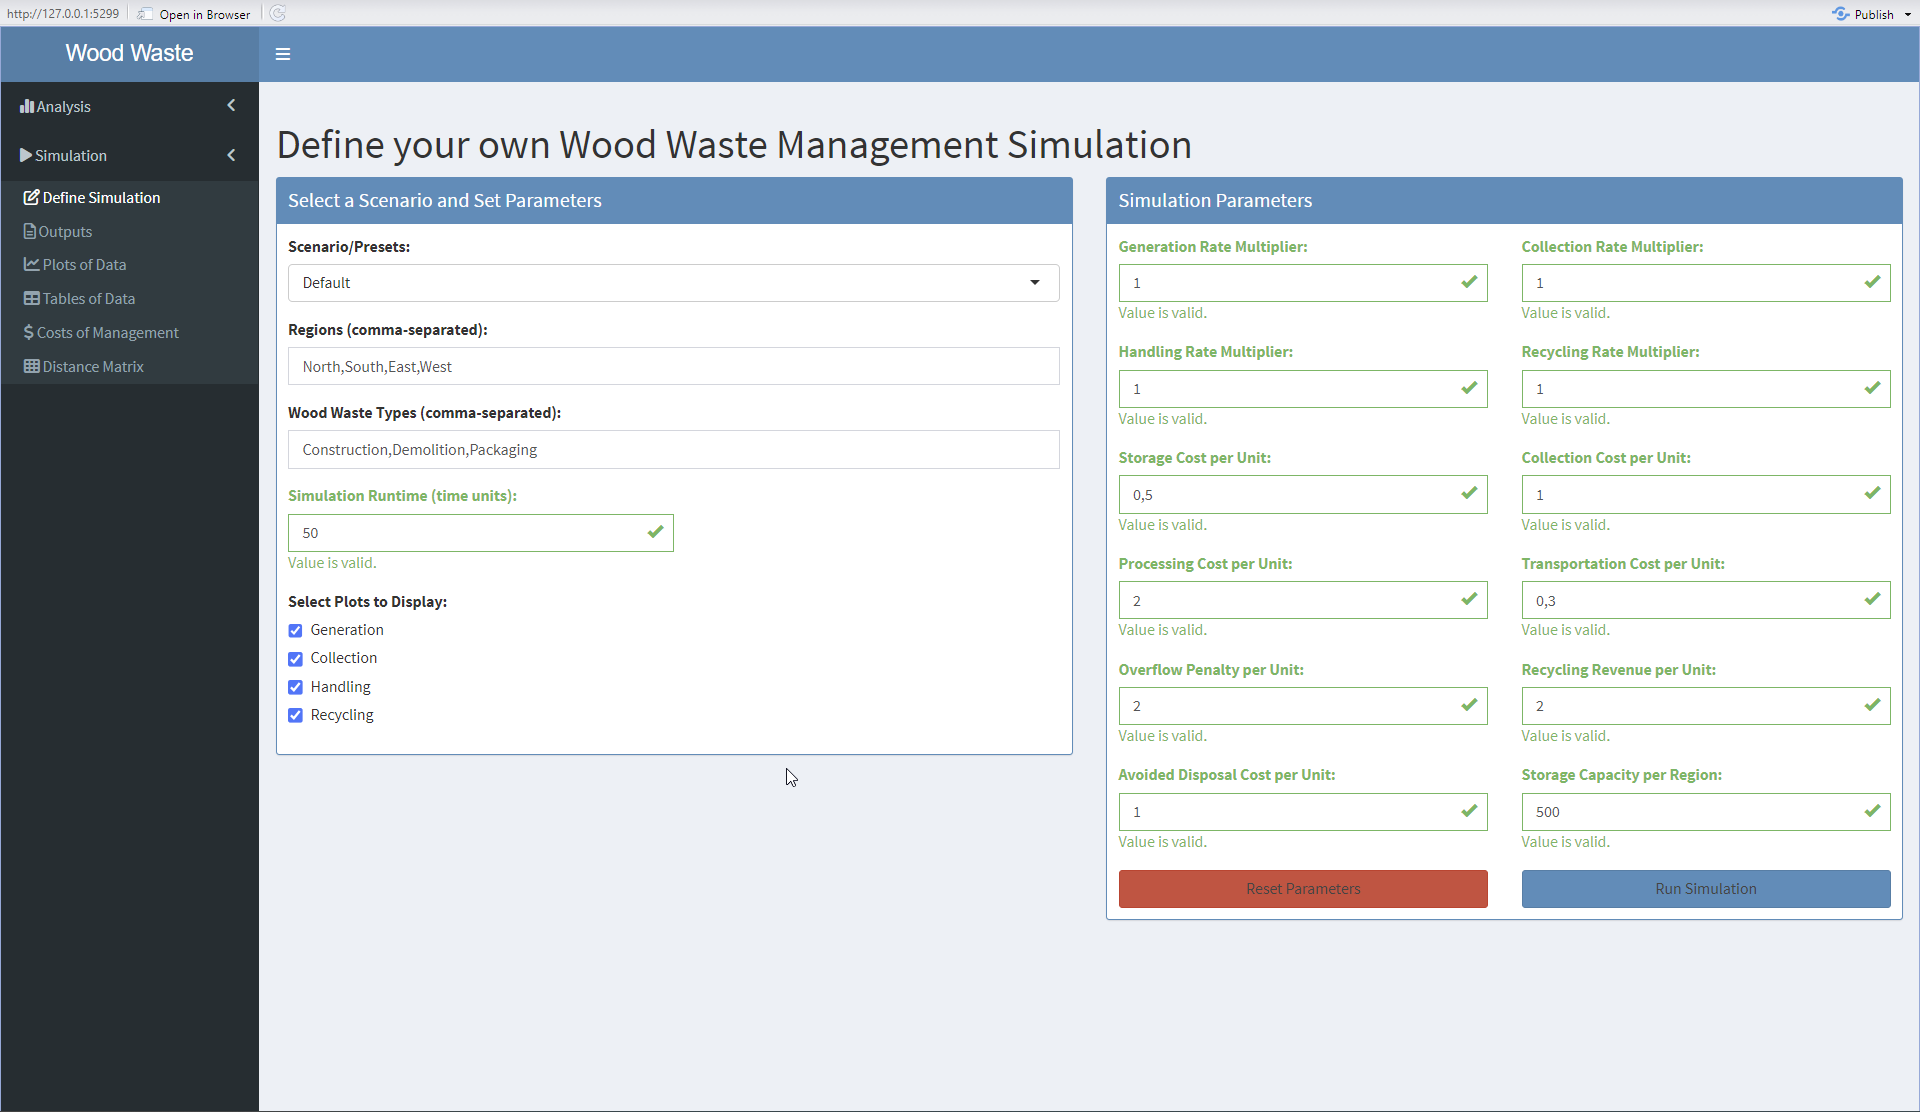 http://127.0.0.1:5299
Open in Browser
Publish
Wood Waste
Analysis
Simulation
Define Simulation
Outputs
Plots of Data
Tables of Data
Costs of Management
Distance Matrix
Define your own Wood Waste Management Simulation
Select a Scenario and Set Parameters
Scenario/Presets:
Default
Regions (comma-separated):
North,South,East,West
Wood Waste Types (comma-separated):
Construction,Demolition,Packaging
Simulation Runtime (time units):
50
Value is valid.
Select Plots to Display:
Generation
Collection
Handling
Recycling
Simulation Parameters
Generation Rate Multiplier:
1
Value is valid.
Collection Rate Multiplier:
1
Value is valid.
Handling Rate Multiplier:
1
Value is valid.
Recycling Rate Multiplier:
1
Value is valid.
Storage Cost per Unit:
0,5
Value is valid.
Collection Cost per Unit:
1
Value is valid.
Processing Cost per Unit:
2
Value is valid.
Transportation Cost per Unit:
0,3
Value is valid.
Overflow Penalty per Unit:
2
Value is valid.
Recycling Revenue per Unit:
2
Value is valid.
Avoided Disposal Cost per Unit:
1
Value is valid.
Storage Capacity per Region:
500
Value is valid.
Reset Parameters
Run Simulation